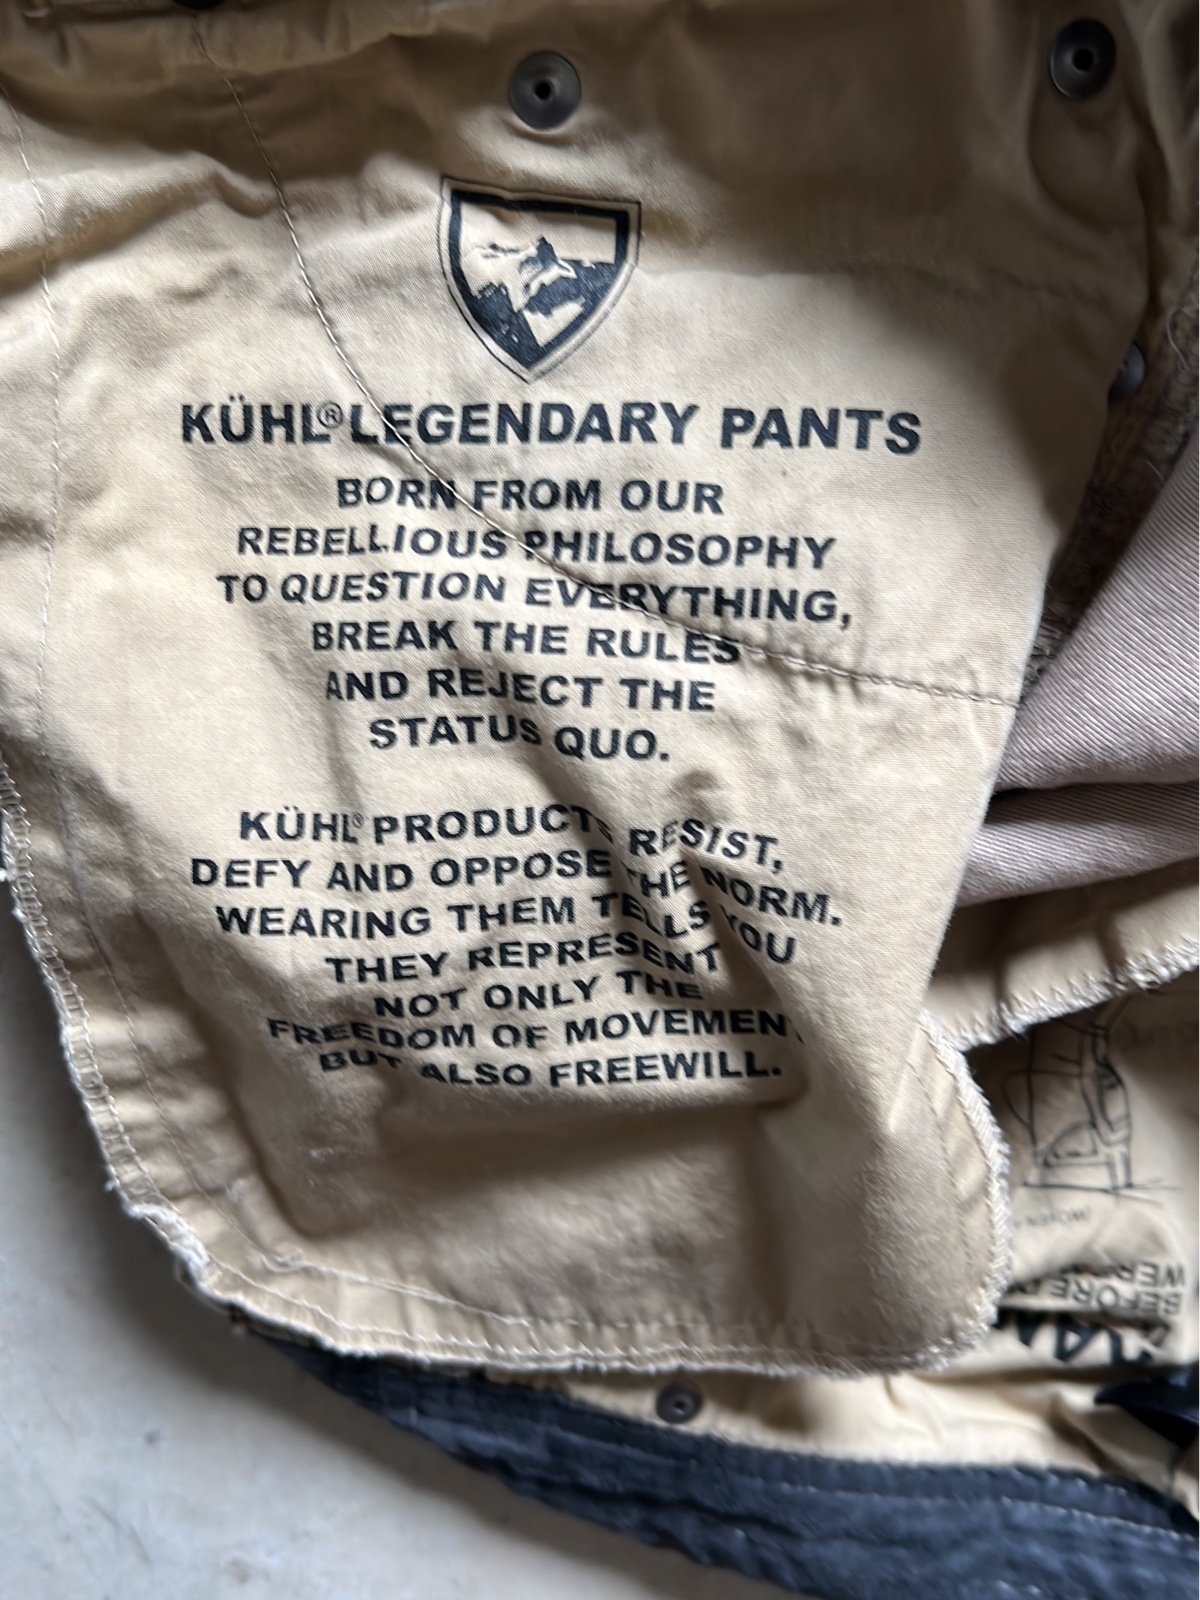 KÜHL® LEGENDARY PANTS
BORN FROM OUR
REBELLIOUS PHILOSOPHY
TO QUESTION EVERYTHING,
BREAK THE RULES
AND REJECT THE
STATUS QUO.
KÜHL® PRODUCTS RESIST,
DEFY AND OPPOSE THE NORM.
WEARING THEM TELLS YOU
THEY REPRESENT
NOT ONLY THE
FREEDOM OF MOVEMENT
BUT ALSO FREEWILL.
BEFORE